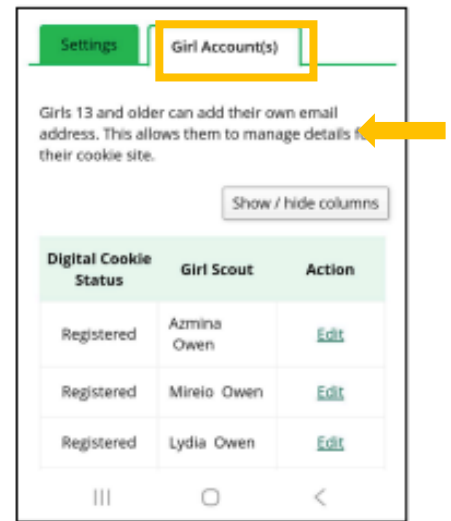 Settings
Girl Account(s)
Girls 13 and older can add their own email
address. This allows them to manage details
their cookie site.
Show / hide columns
Digital Cookie Status
Girl Scout
Action
Registered
Azmina Owen
Edit
Registered
Mireio Owen
Edit
Registered
Lydia Owen
Edit